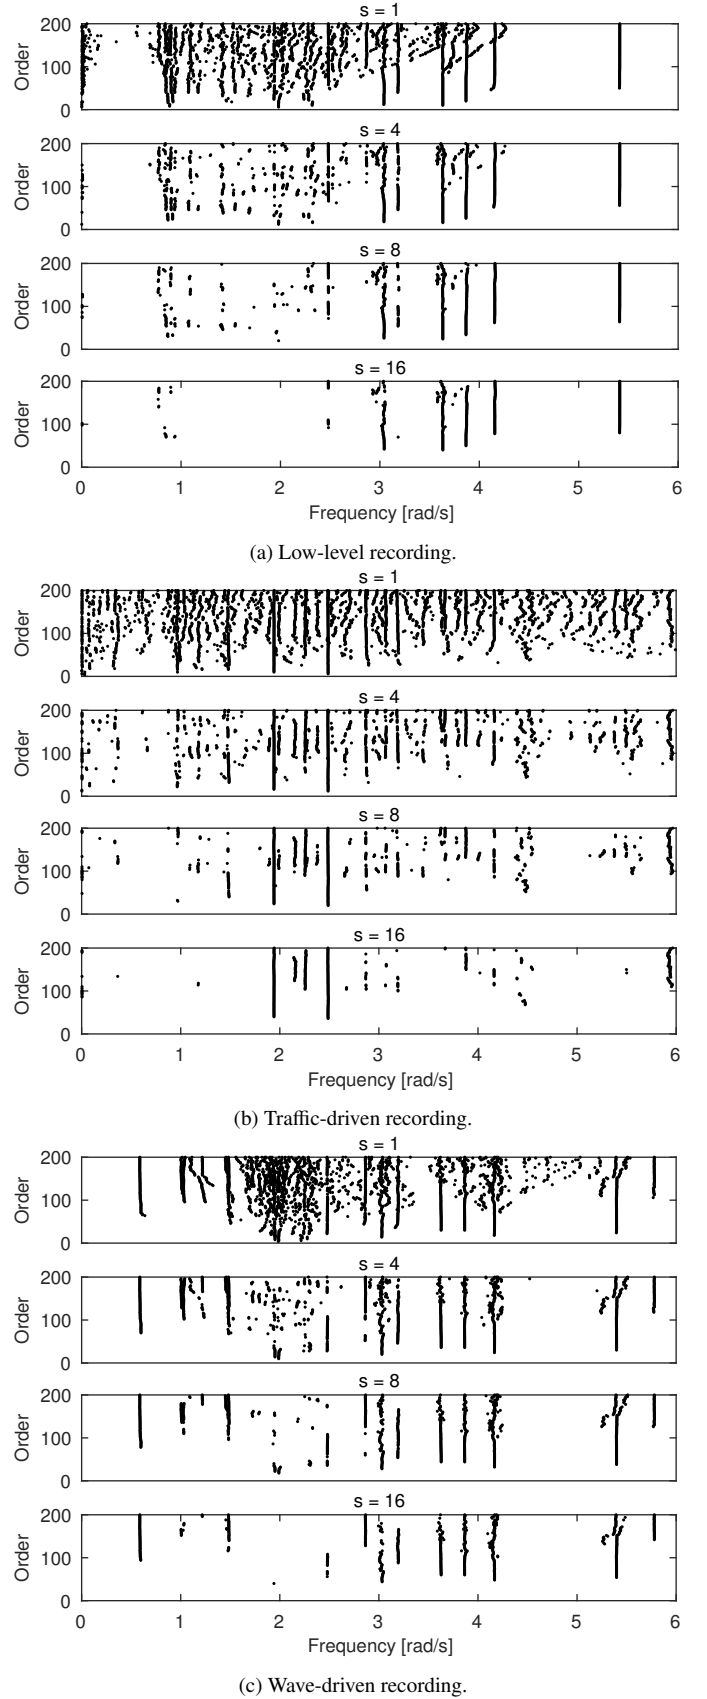 s = 1
200
Order
100
0
s = 4
200
Order
100
0
s = 8
200
Order
100
0
s = 16
200
Order
100
0
0 1 2 3 4 5 6
Frequency [rad/s]
(a) Low-level recording.
s = 1
200
Order
100
0
s = 4
200
Order
100
0
s = 8
200
Order
100
0
s = 16
200
Order
100
0
0 1 2 3 4 5 6
Frequency [rad/s]
(b) Traffic-driven recording.
s = 1
200
Order
100
0
s = 4
200
Order
100
0
s = 8
200
Order
100
0
s = 16
200
Order
100
0
0 1 2 3 4 5 6
Frequency [rad/s]
(c) Wave-driven recording.